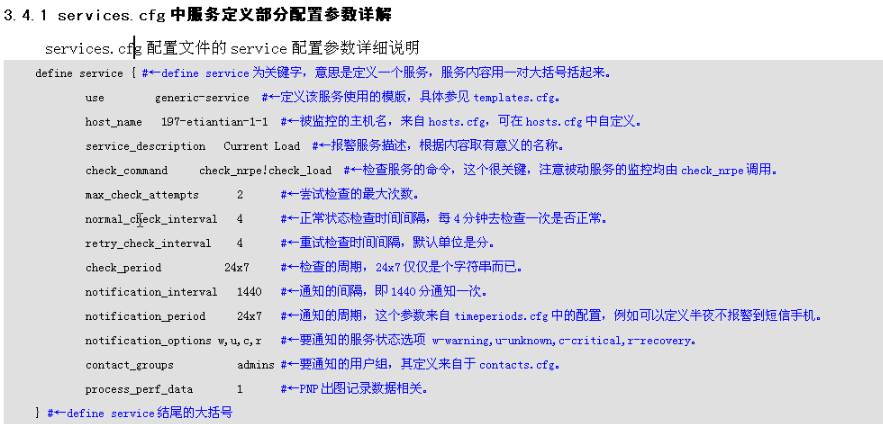 3.4.1 services.cfg 中服务定义部分配置参数详解
services.cfg 配置文件的 service 配置参数详细说明
define service { #←define service 为关键字，意思是定义一个服务，服务内容用一对大括号括起来。
use generic-service #←定义该服务使用的模版，具体参见 templates.cfg。
host_name 197-etiantian-1-1 #←被监控的主机名，来自 hosts.cfg，可在 hosts.cfg 中自定义。
service_description Current Load #←报警服务描述，根据内容取有意义的名称。
check_command check_nrpe!check_load #←检查服务的命令，这个很关键，注意被动服务的监控均由 check_nrpe 调用。
max_check_attempts 2 #←尝试检查的最大次数。
normal_check_interval 4 #←正常状态检查时间间隔，每 4 分钟去检查一次是否正常。
retry_check_interval 4 #←重试检查时间间隔，默认单位是分。
check_period 24x7 #←检查的周期，24x7 仅仅是个字符串而已。
notification_interval 1440 #←通知的间隔，即 1440 分通知一次。
notification_period 24x7 #←通知的周期，这个参数来自 timeperiods.cfg 中的配置，例如可以定义半夜不报警到短信手机。
notification_options w,u,c,r #←要通知的服务状态选项 w-warning,u-unknown,c-critical,r-recovery。
contact_groups admins #←要通知的用户组，其定义来自于 contacts.cfg。
process_perf_data 1 #←PNP 出图记录数据相关。
} #←define service 结尾的大括号